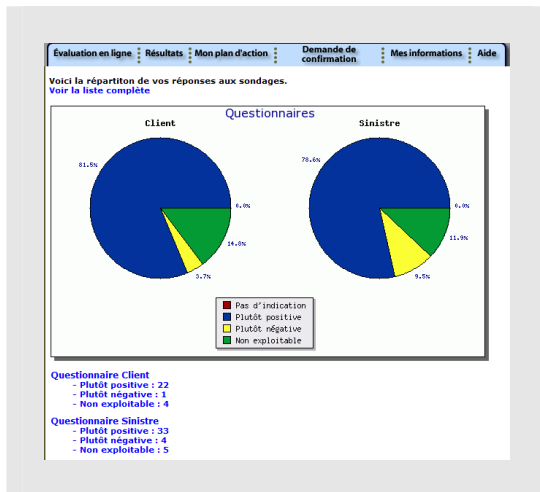 Évaluation en ligne Résultats Mon plan d'action Demande de confirmation Mes informations Aide
Voici la répartiton de vos réponses aux sondages.
Voir la liste complète
Questionnaires
Client Sinistre
81.5% 78.6%
0.0% 0.0%
14.8% 11.9%
3.7% 9.5%
Pas d'indication
Plutôt positive
Plutôt négative
Non exploitable
Questionnaire Client
- Plutôt positive : 22
- Plutôt négative : 1
- Non exploitable : 4
Questionnaire Sinistre
- Plutôt positive : 33
- Plutôt négative : 4
- Non exploitable : 5